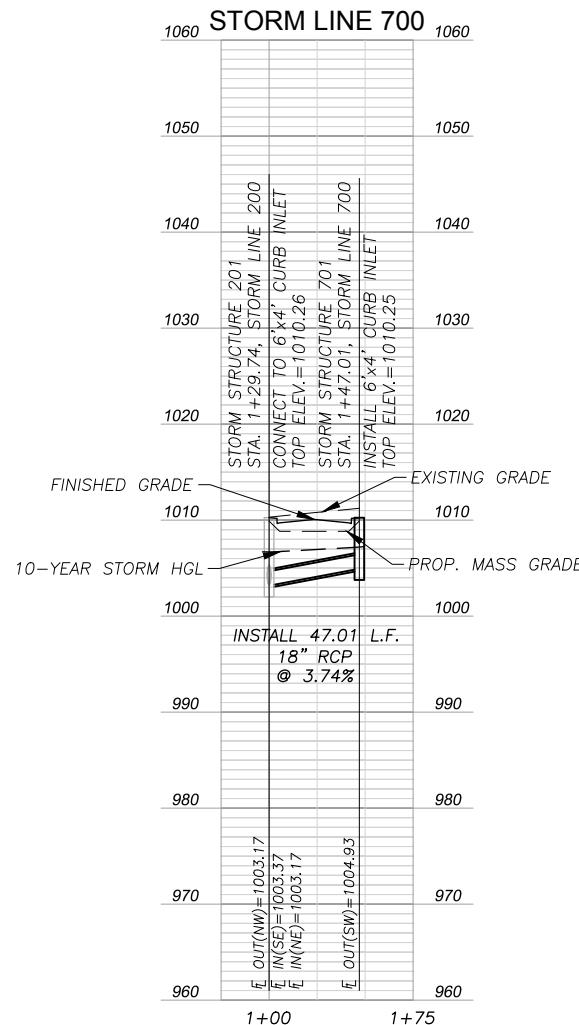 STORM LINE 700
1060 1060
1050 1050
1040 1040
1030 1030
1020 1020
1010 1010
1000 1000
990 990
980 980
970 970
960 960
STORM STRUCTURE 201
STA. 1+29.74, STORM LINE 200
CONNECT TO 6'x4' CURB INLET
TOP ELEV.=1010.26
STORM STRUCTURE 701
STA. 1+47.01, STORM LINE 700
INSTALL 6'x4' CURB INLET
TOP ELEV.=1010.25
FINISHED GRADE
EXISTING GRADE
10-YEAR STORM HGL
PROP. MASS GRADE
INSTALL 47.01 L.F.
18" RCP
@ 3.74%
FL OUT(NW)=1003.17
FL IN(SE)=1003.37
FL IN(NE)=1003.17
FL OUT(SW)=1004.93
1+00 1+75